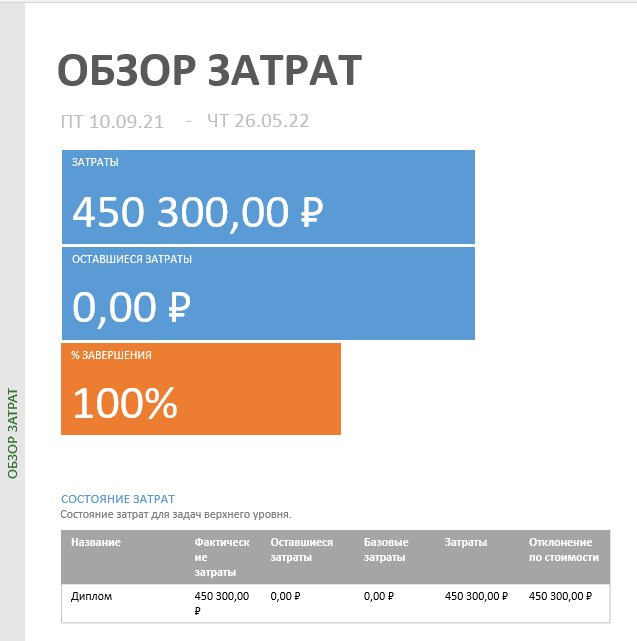 ОБЗОР ЗАТРАТ
ПТ 10.09.21 - ЧТ 26.05.22
ЗАТРАТЫ
450 300,00 ₽
ОСТАВШИЕСЯ ЗАТРАТЫ
0,00 ₽
% ЗАВЕРШЕНИЯ
100%
ОБЗОР ЗАТРАТ
СОСТОЯНИЕ ЗАТРАТ
Состояние затрат для задач верхнего уровня.
Название Фактическ Оставшиеся Базовые Затраты Отклонение
ие затраты затраты по стоимости
затраты
Диплом 450 300,00 0,00 ₽ 0,00 ₽ 450 300,00 ₽ 450 300,00 ₽
₽